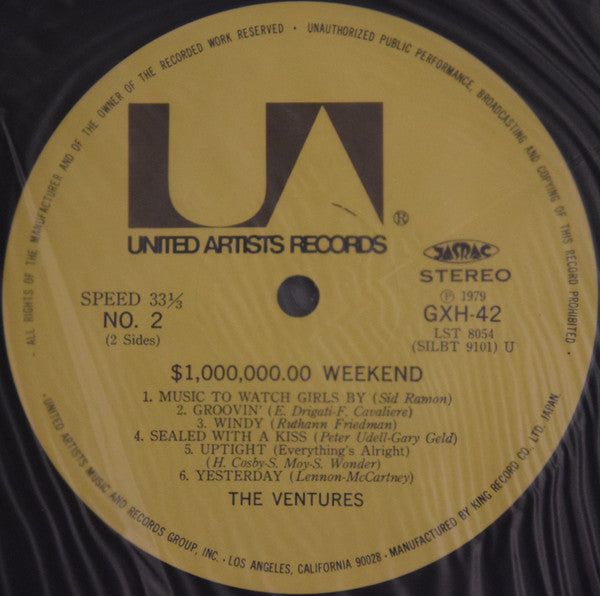 · ALL RIGHTS OF THE MANUFACTURER AND OF THE OWNER OF THE RECORDED WORK RESERVED · UNAUTHORIZED PUBLIC PERFORMANCE, BROADCASTING AND COPYING OF THIS RECORD PROHIBITED ·
UA
®
UNITED ARTISTS RECORDS
JASRAC
STEREO
SPEED 33⅓
NO. 2
(2 Sides)
Ⓟ 1979
GXH-42
LST 8054
(SILBT 9101) U
$1,000,000.00 WEEKEND
1. MUSIC TO WATCH GIRLS BY (Sid Ramon)
2. GROOVIN' (E. Drigati-F. Cavaliere)
3. WINDY (Ruthann Friedman)
4. SEALED WITH A KISS (Peter Udell-Gary Geld)
5. UPTIGHT (Everything's Alright)
(H. Cosby-S. Moy-S. Wonder)
6. YESTERDAY (Lennon-McCartney)
THE VENTURES
·UNITED ARTISTS MUSIC AND RECORDS GROUP, INC. · LOS ANGELES, CALIFORNIA 90028 · MANUFACTURED BY KING RECORD CO. LTD. JAPAN.